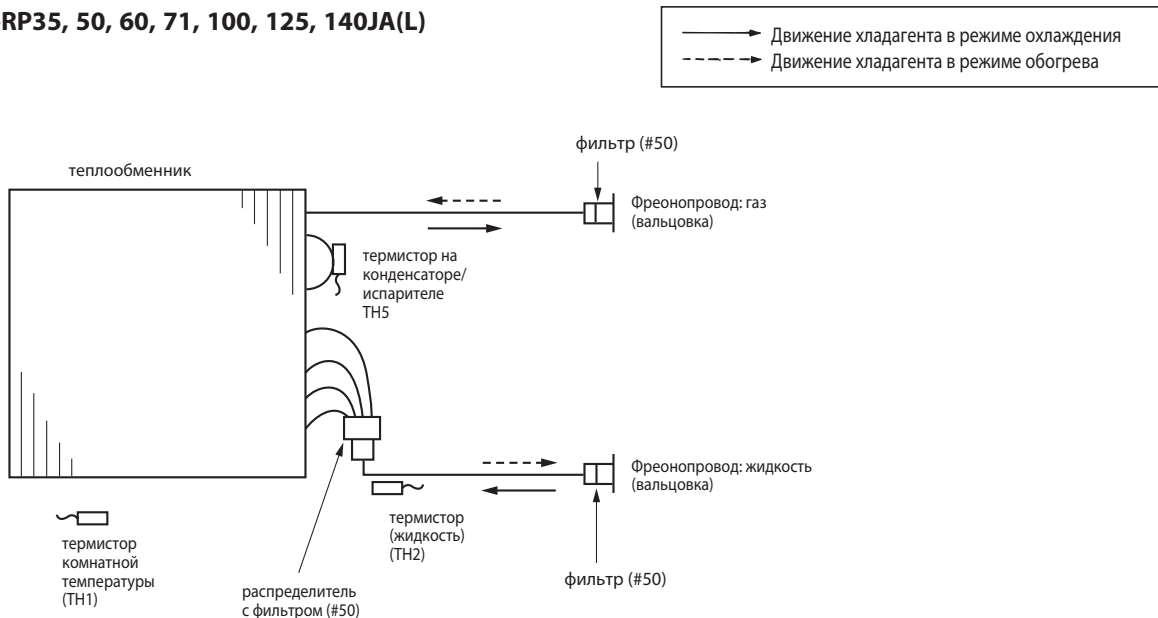 RP35, 50, 60, 71, 100, 125, 140JA(L)
Движение хладагента в режиме охлаждения
Движение хладагента в режиме обогрева
фильтр (#50)
теплообменник
Фреонопровод: газ
(вальцовка)
термистор на
конденсаторе/
испарителе
TH5
Фреонопровод: жидкость
(вальцовка)
термистор
(жидкость)
(TH2)
термистор
комнатной
температуры
(TH1)
фильтр (#50)
распределитель
с фильтром (#50)